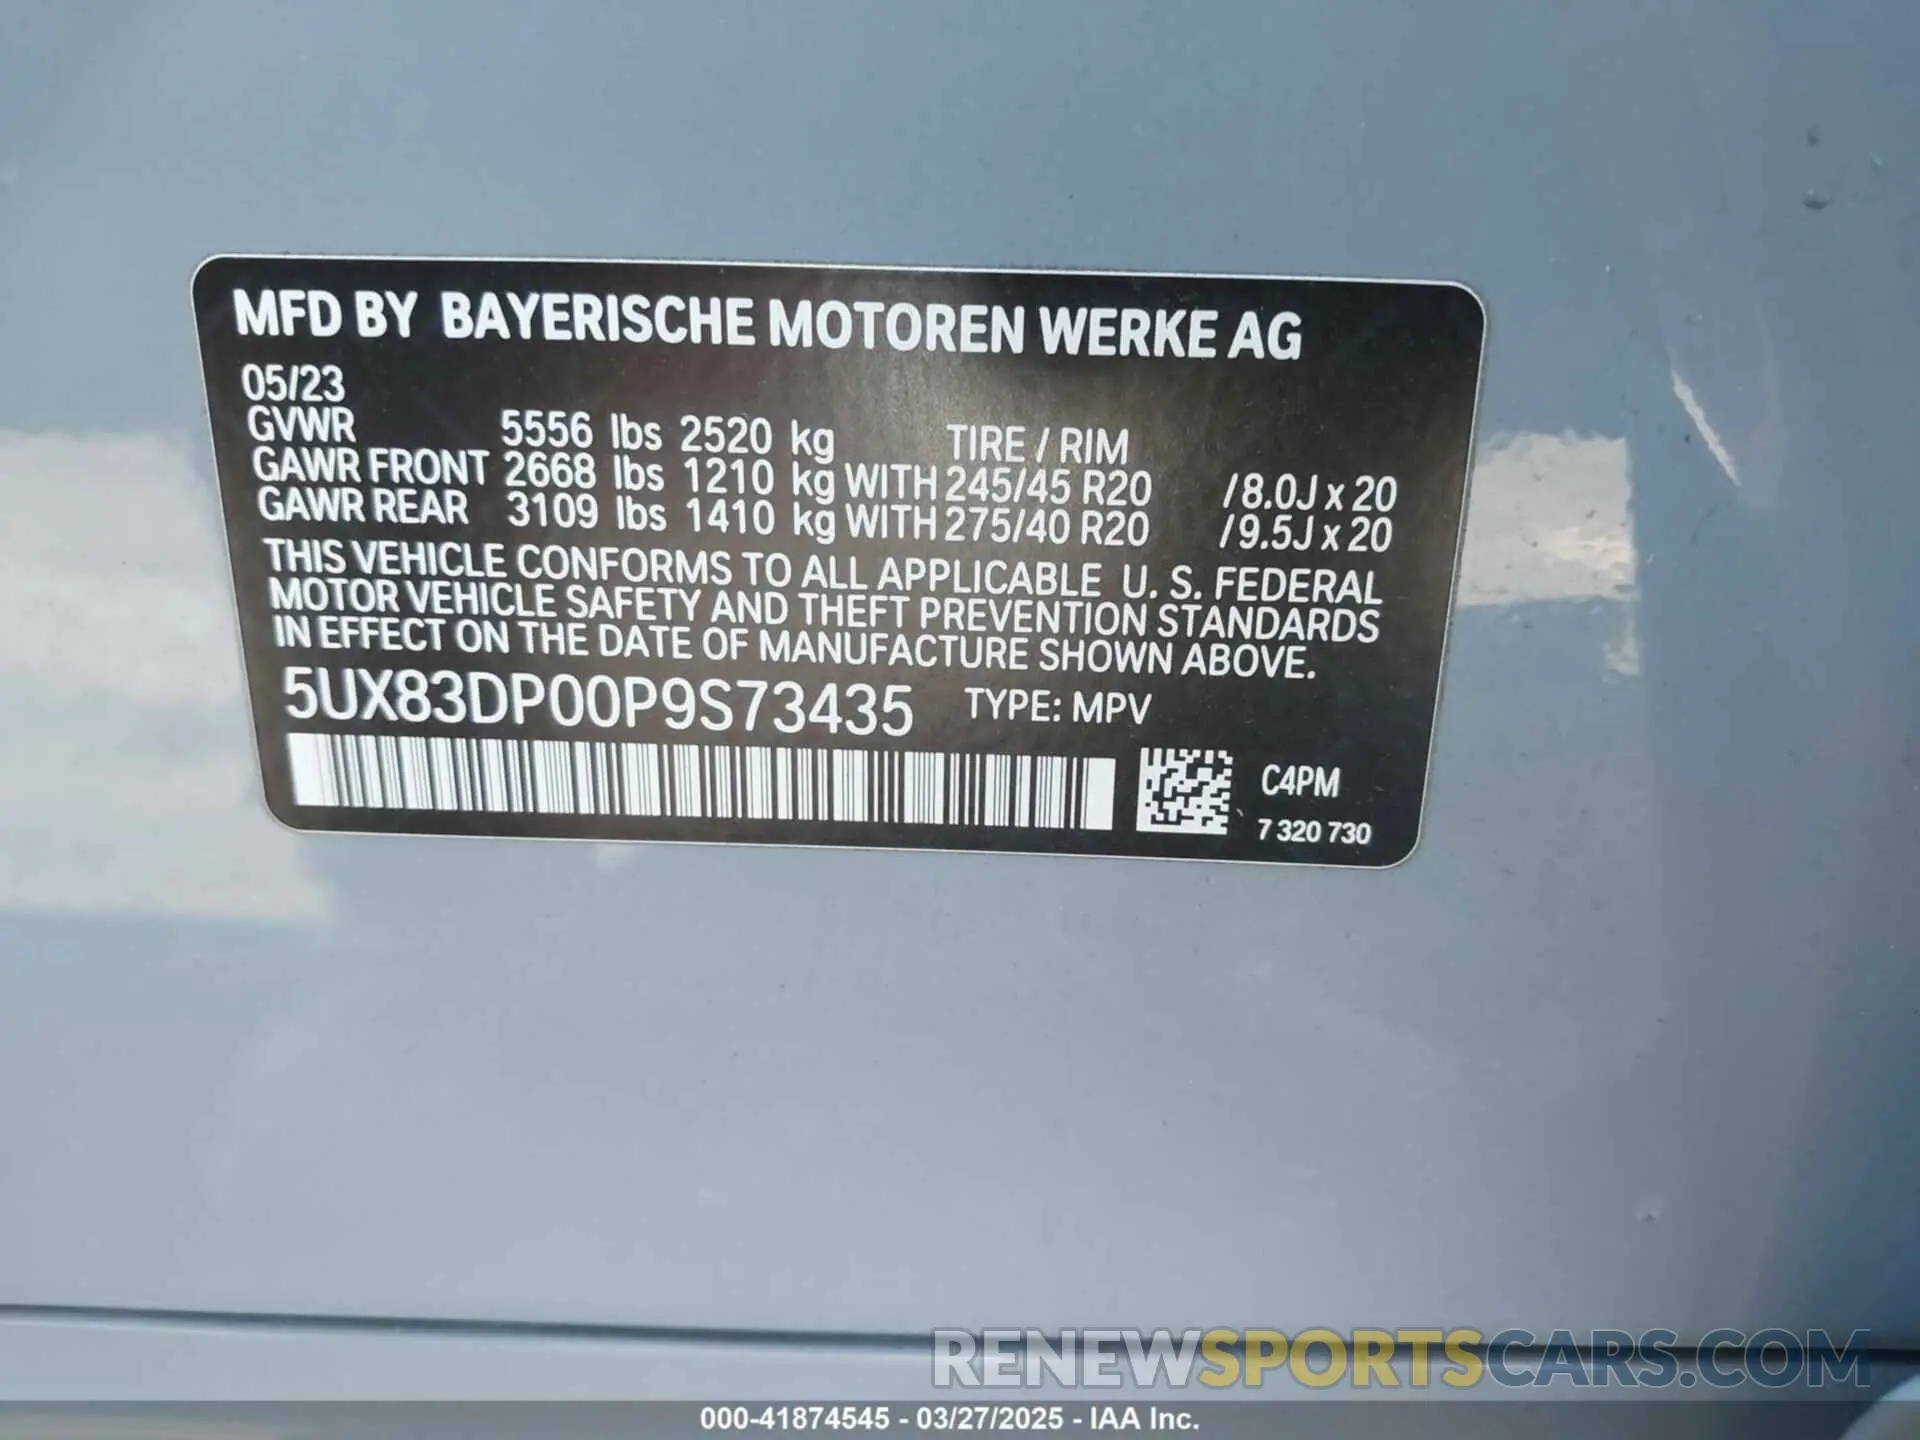 MFD BY BAYERISCHE MOTOREN WERKE AG
05/23
GVWR 5556 lbs 2520 kg TIRE / RIM
GAWR FRONT 2668 lbs 1210 kg WITH 245/45 R20 /8.0J x 20
GAWR REAR 3109 lbs 1410 kg WITH 275/40 R20 /9.5J x 20
THIS VEHICLE CONFORMS TO ALL APPLICABLE U. S. FEDERAL
MOTOR VEHICLE SAFETY AND THEFT PREVENTION STANDARDS
IN EFFECT ON THE DATE OF MANUFACTURE SHOWN ABOVE.
5UX83DP00P9S73435 TYPE: MPV
C4PM
7 320 730
RENEWSPORTSCARS.COM
000-41874545 - 03/27/2025 - IAA Inc.